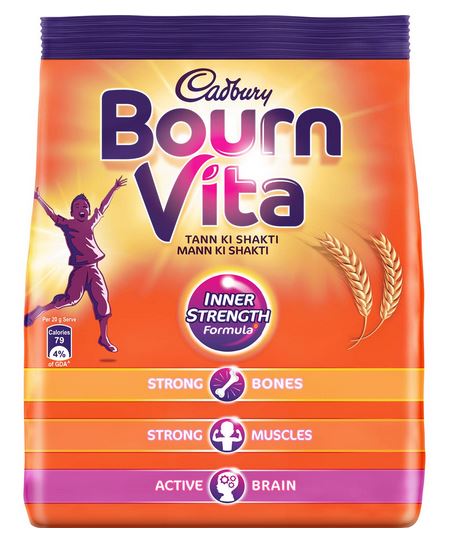 Cadbury
Bourn
Vita
TANN KI SHAKTI
MANN KI SHAKTI
INNER
STRENGTH
Formula
Per 20 g Serve
Calories
79
4%
of GDA*
STRONG BONES
STRONG MUSCLES
ACTIVE BRAIN